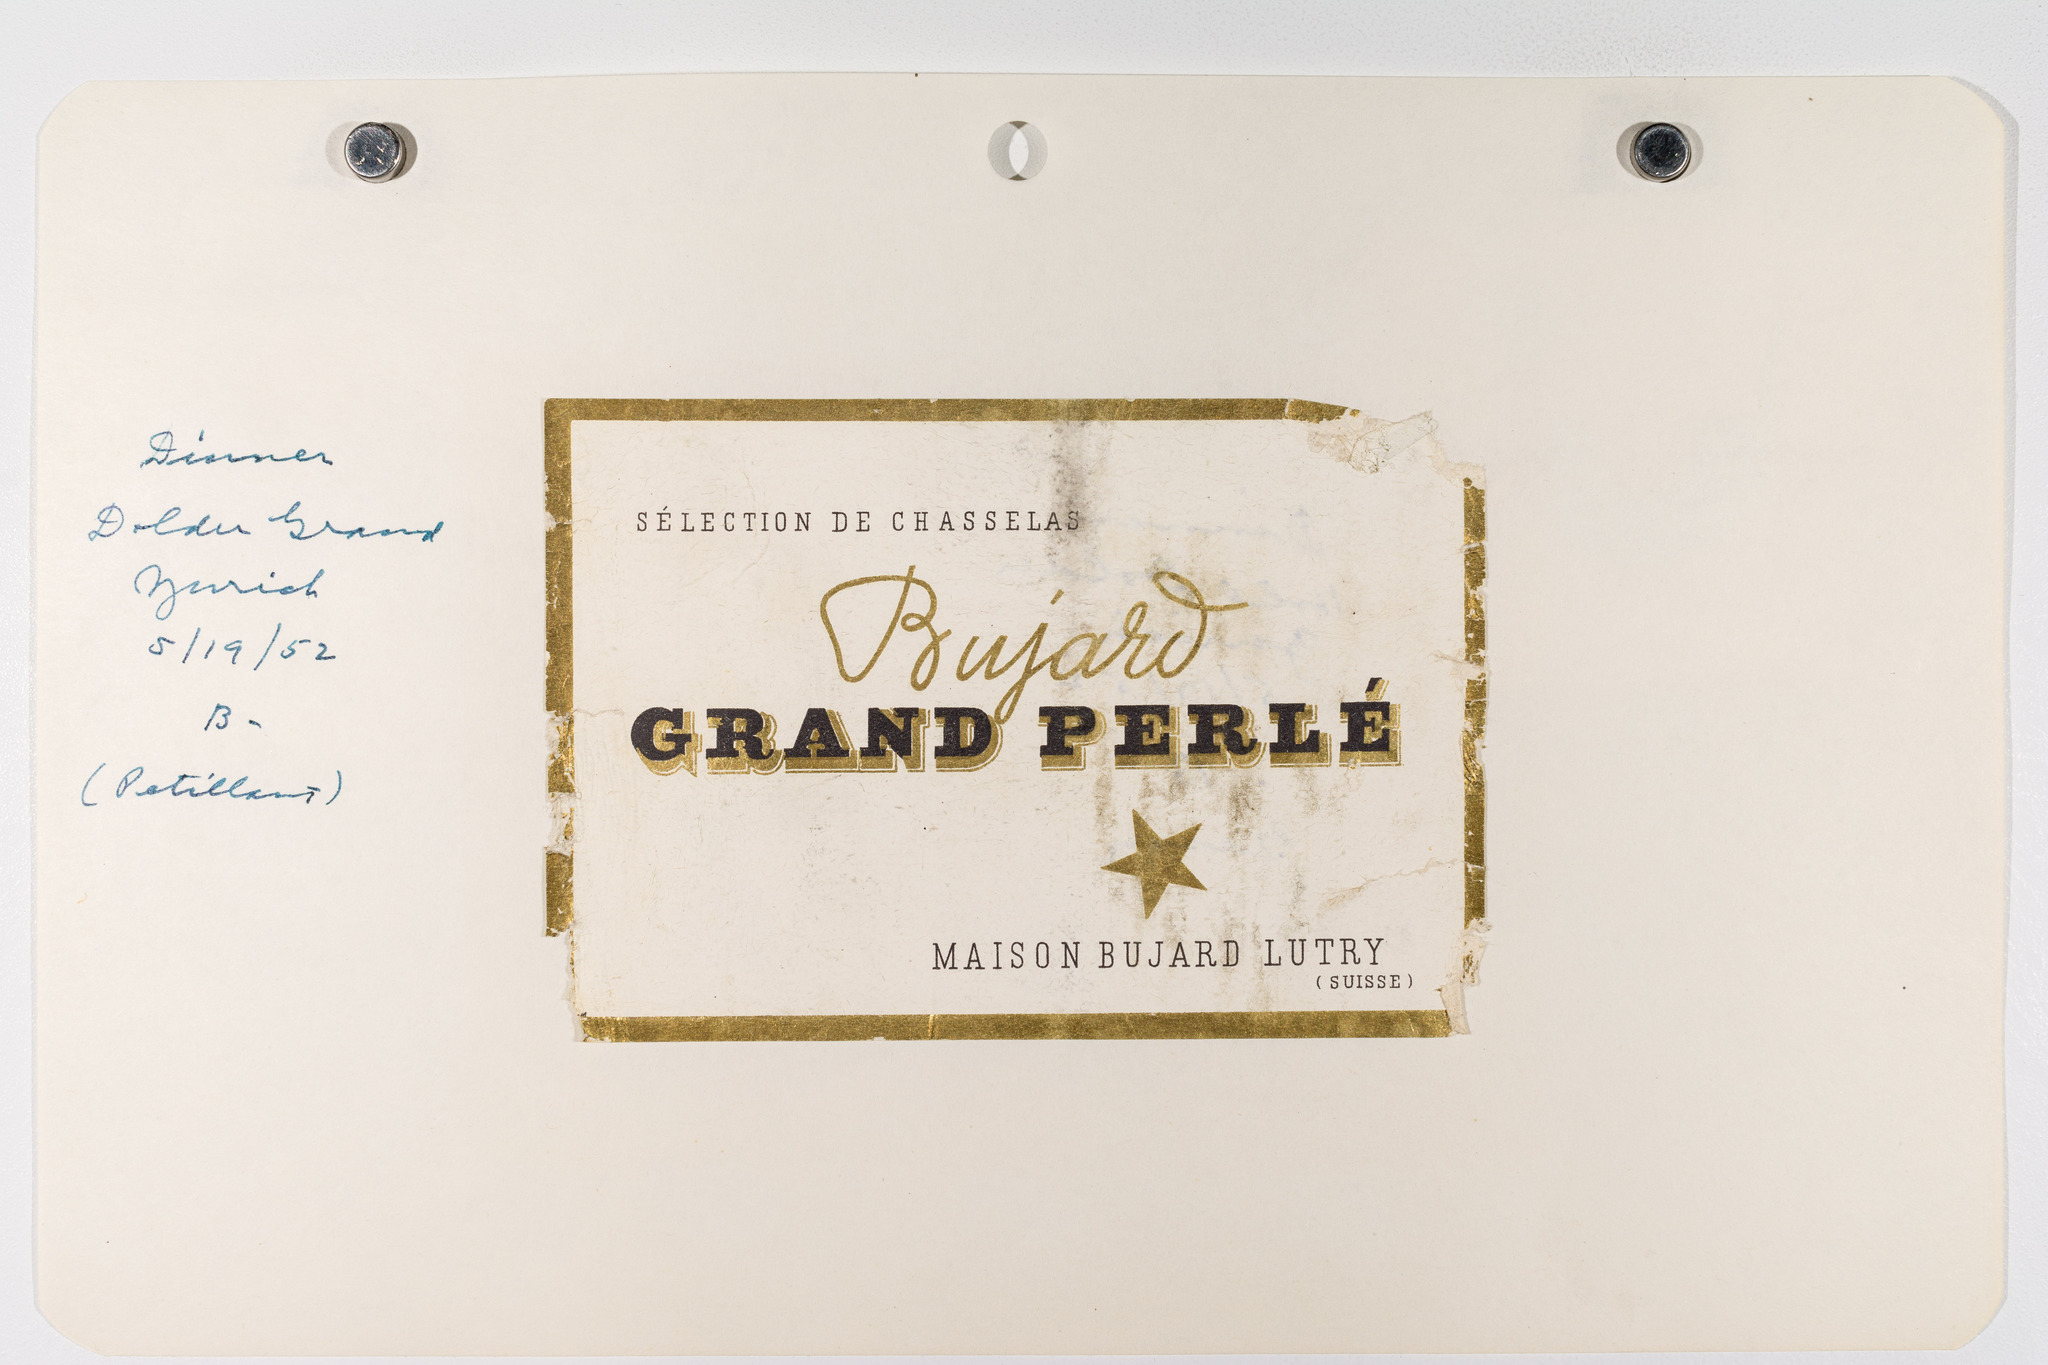 Dinner
Dolder Grand
Zurich
5/19/52
B-
(Petillant)
SÉLECTION DE CHASSELAS
Bujard
GRAND PERLÉ
MAISON BUJARD LUTRY
(SUISSE)